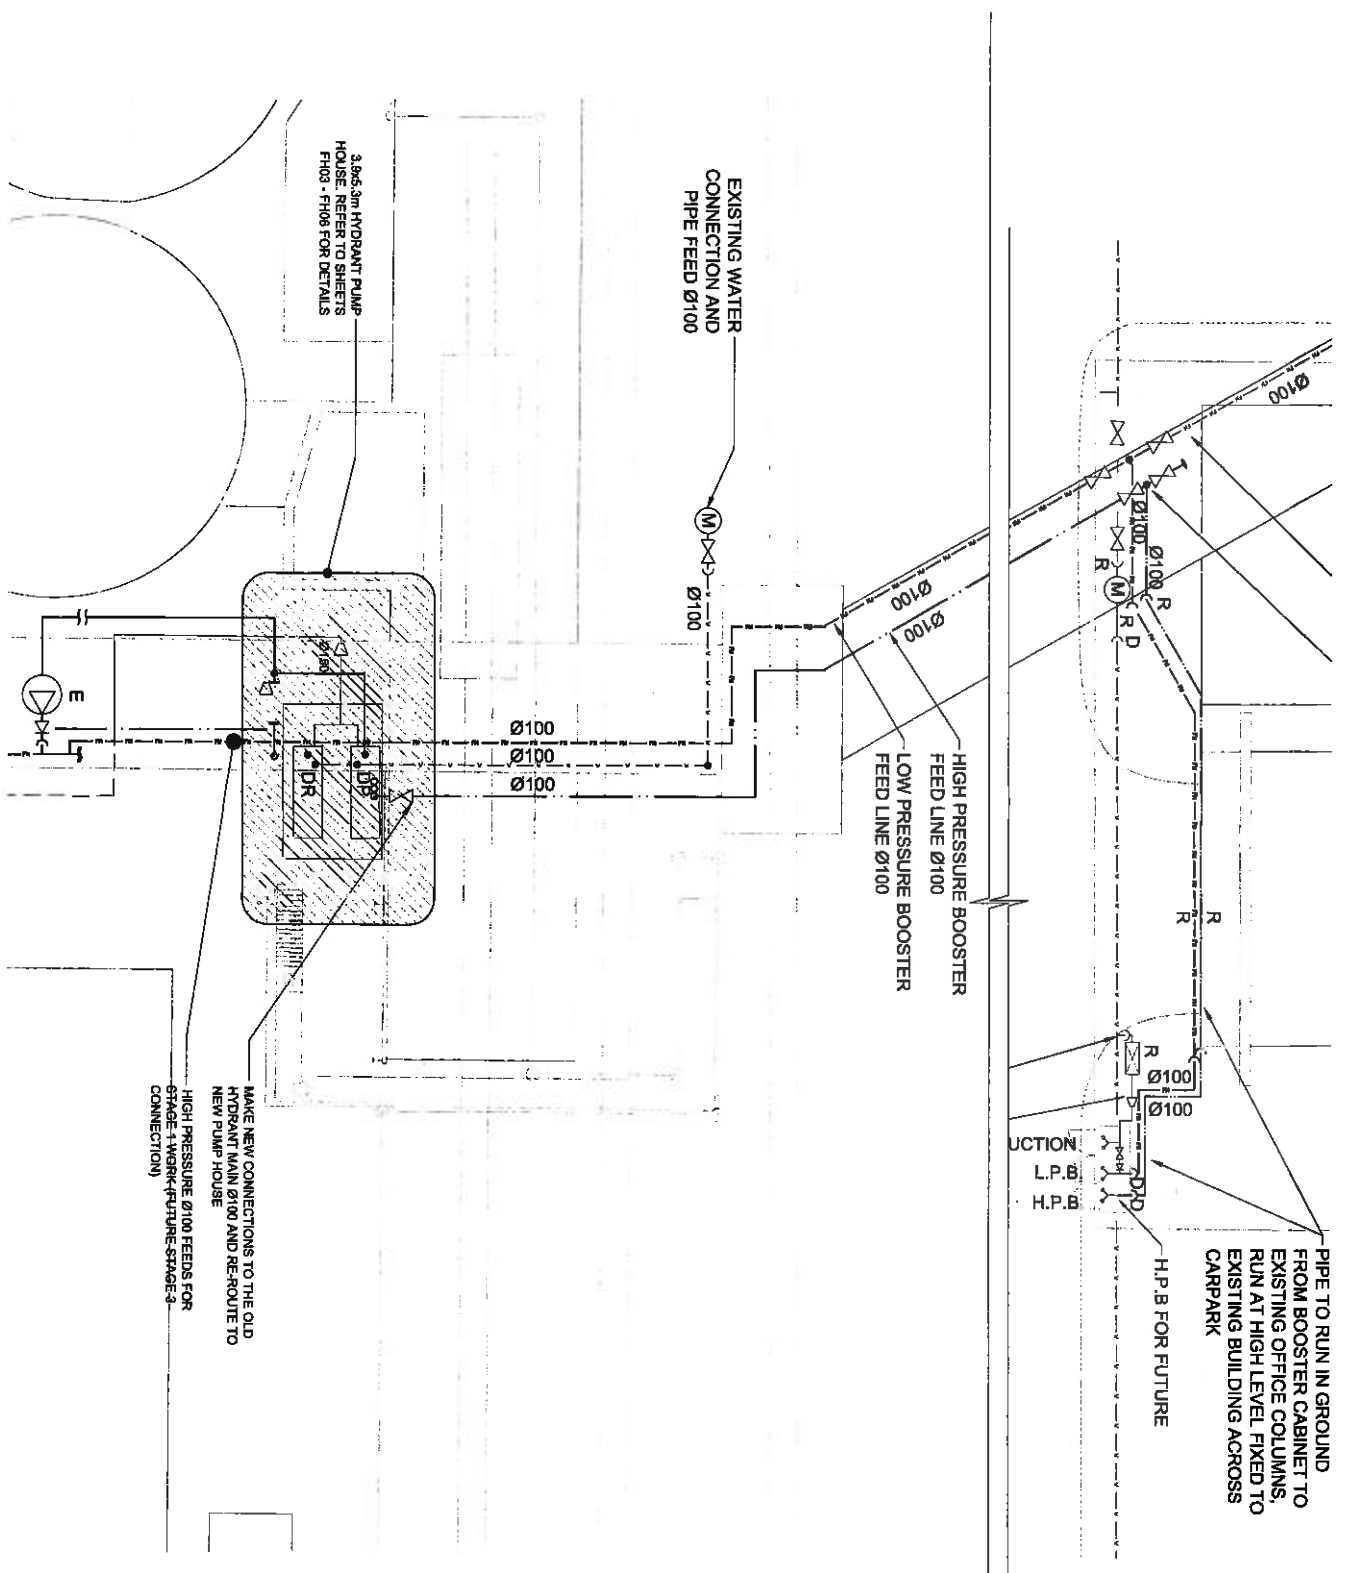 PIPE TO RUN IN GROUND
FROM BOOSTER CABINET TO
EXISTING OFFICE COLUMNS,
RUN AT HIGH LEVEL FIXED TO
EXISTING BUILDING ACROSS
CARPARK
H.P.B FOR FUTURE
Ø100
Ø100
Ø100
R
R
M
R
D
R
R
R
Ø100
Ø100
D
D
UCTION
L.P.B.
H.P.B
HIGH PRESSURE BOOSTER
FEED LINE Ø100
LOW PRESSURE BOOSTER
FEED LINE Ø100
Ø100
Ø100
EXISTING WATER
CONNECTION AND
PIPE FEED Ø100
M
Ø100
Ø100
Ø100
Ø100
3.9x5.3m HYDRANT PUMP
HOUSE. REFER TO SHEETS
FH03 - FH06 FOR DETAILS
Ø150
DP
DR
E
MAKE NEW CONNECTIONS TO THE OLD
HYDRANT MAIN Ø100 AND RE-ROUTE TO
NEW PUMP HOUSE
HIGH PRESSURE Ø100 FEEDS FOR
STAGE 1 WORK (FUTURE STAGE 3
CONNECTION)